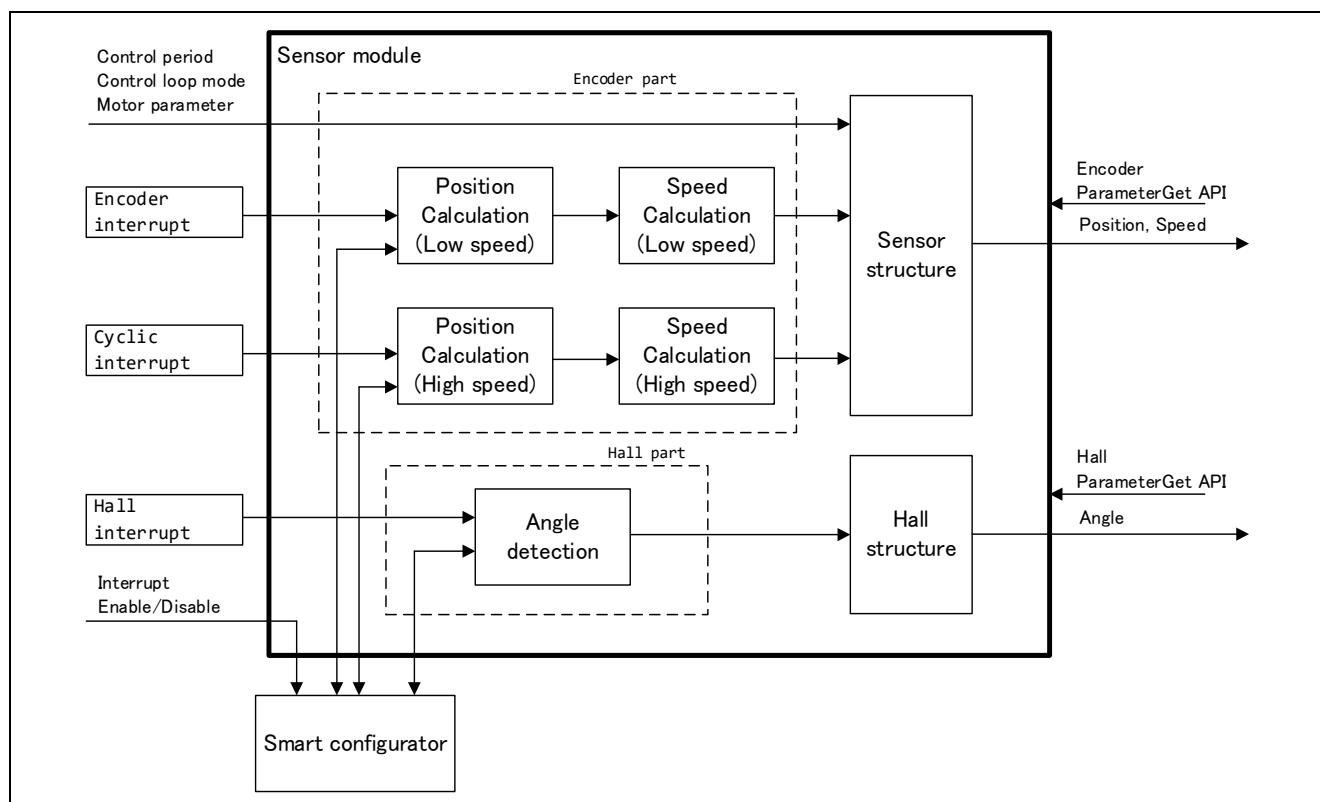 Control period
Control loop mode
Motor parameter
Sensor module
Encoder part
Encoder
interrupt
Position
Calculation
(Low speed)
Speed
Calculation
(Low speed)
Sensor
structure
Encoder
ParameterGet API
Position, Speed
Cyclic
interrupt
Position
Calculation
(High speed)
Speed
Calculation
(High speed)
Hall part
Hall
interrupt
Angle
detection
Hall
structure
Hall
ParameterGet API
Angle
Interrupt
Enable/Disable
Smart configurator